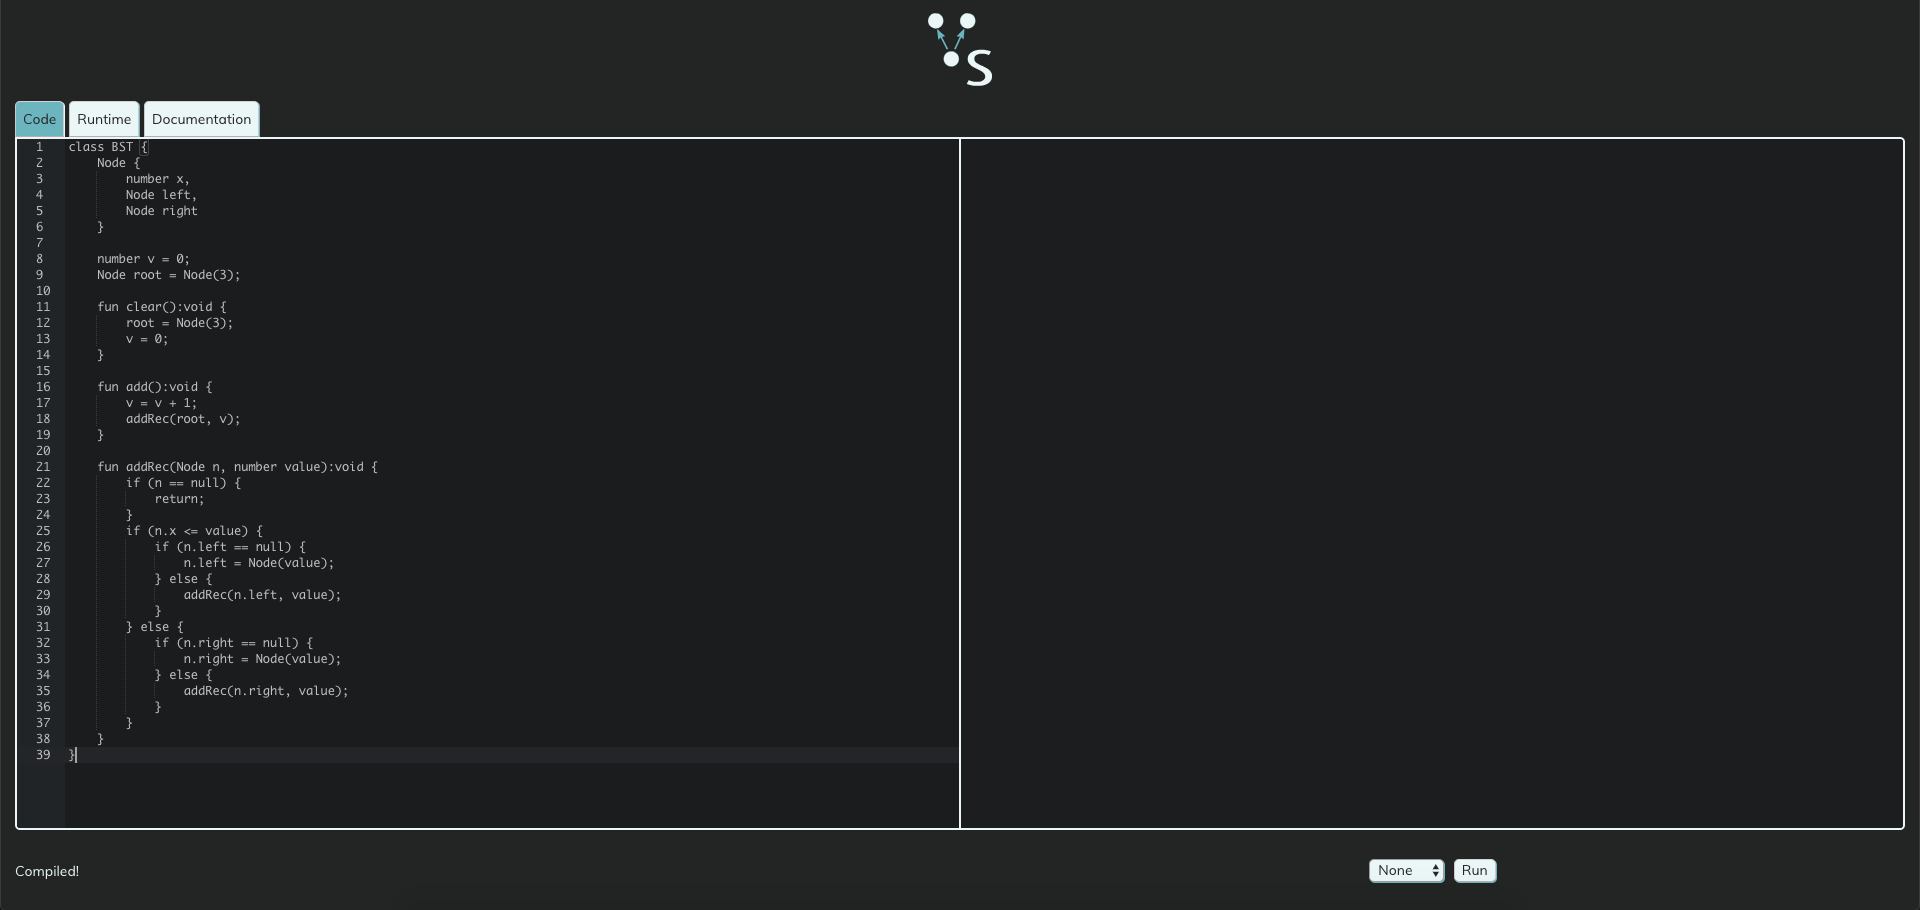 S
Code Runtime Documentation
1 class BST {
2     Node {
3         number x,
4         Node left,
5         Node right
6     }
7
8     number v = 0;
9     Node root = Node(3);
10
11     fun clear():void {
12         root = Node(3);
13         v = 0;
14     }
15
16     fun add():void {
17         v = v + 1;
18         addRec(root, v);
19     }
20
21     fun addRec(Node n, number value):void {
22         if (n == null) {
23             return;
24         }
25         if (n.x <= value) {
26             if (n.left == null) {
27                 n.left = Node(value);
28             } else {
29                 addRec(n.left, value);
30             }
31         } else {
32             if (n.right == null) {
33                 n.right = Node(value);
34             } else {
35                 addRec(n.right, value);
36             }
37         }
38     }
39 }
Compiled! None Run